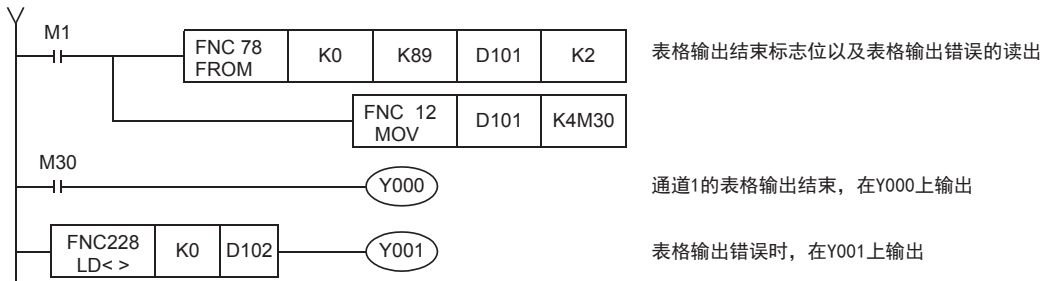 M1
FNC 78 FROM K0 K89 D101 K2 表格输出结束标志位以及表格输出错误的读出
FNC 12 MOV D101 K4M30
M30
Y000 通道1的表格输出结束，在Y000上输出
FNC228 LD< > K0 D102 Y001 表格输出错误时，在Y001上输出